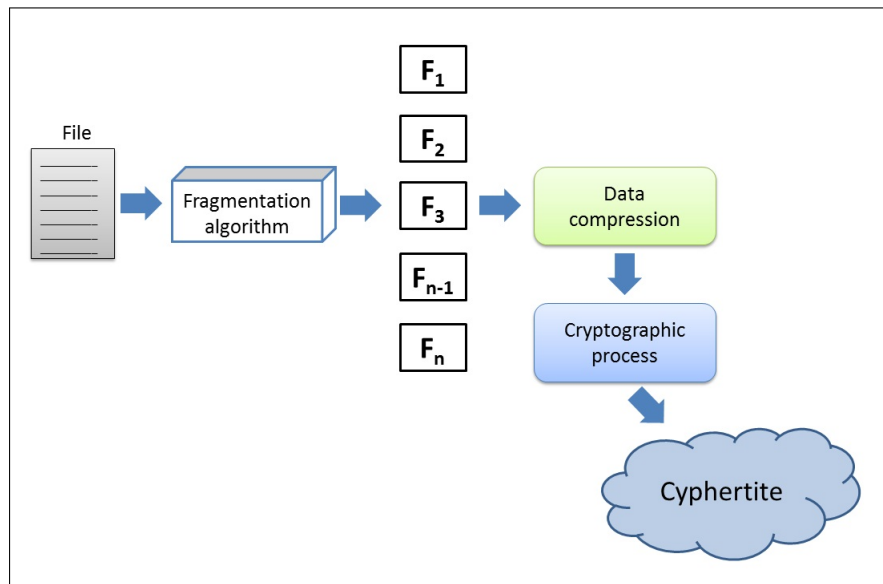 File
Fragmentation
algorithm
F₁
F₂
F₃
Fₙ₋₁
Fₙ
Data
compression
Cryptographic
process
Cyphertite